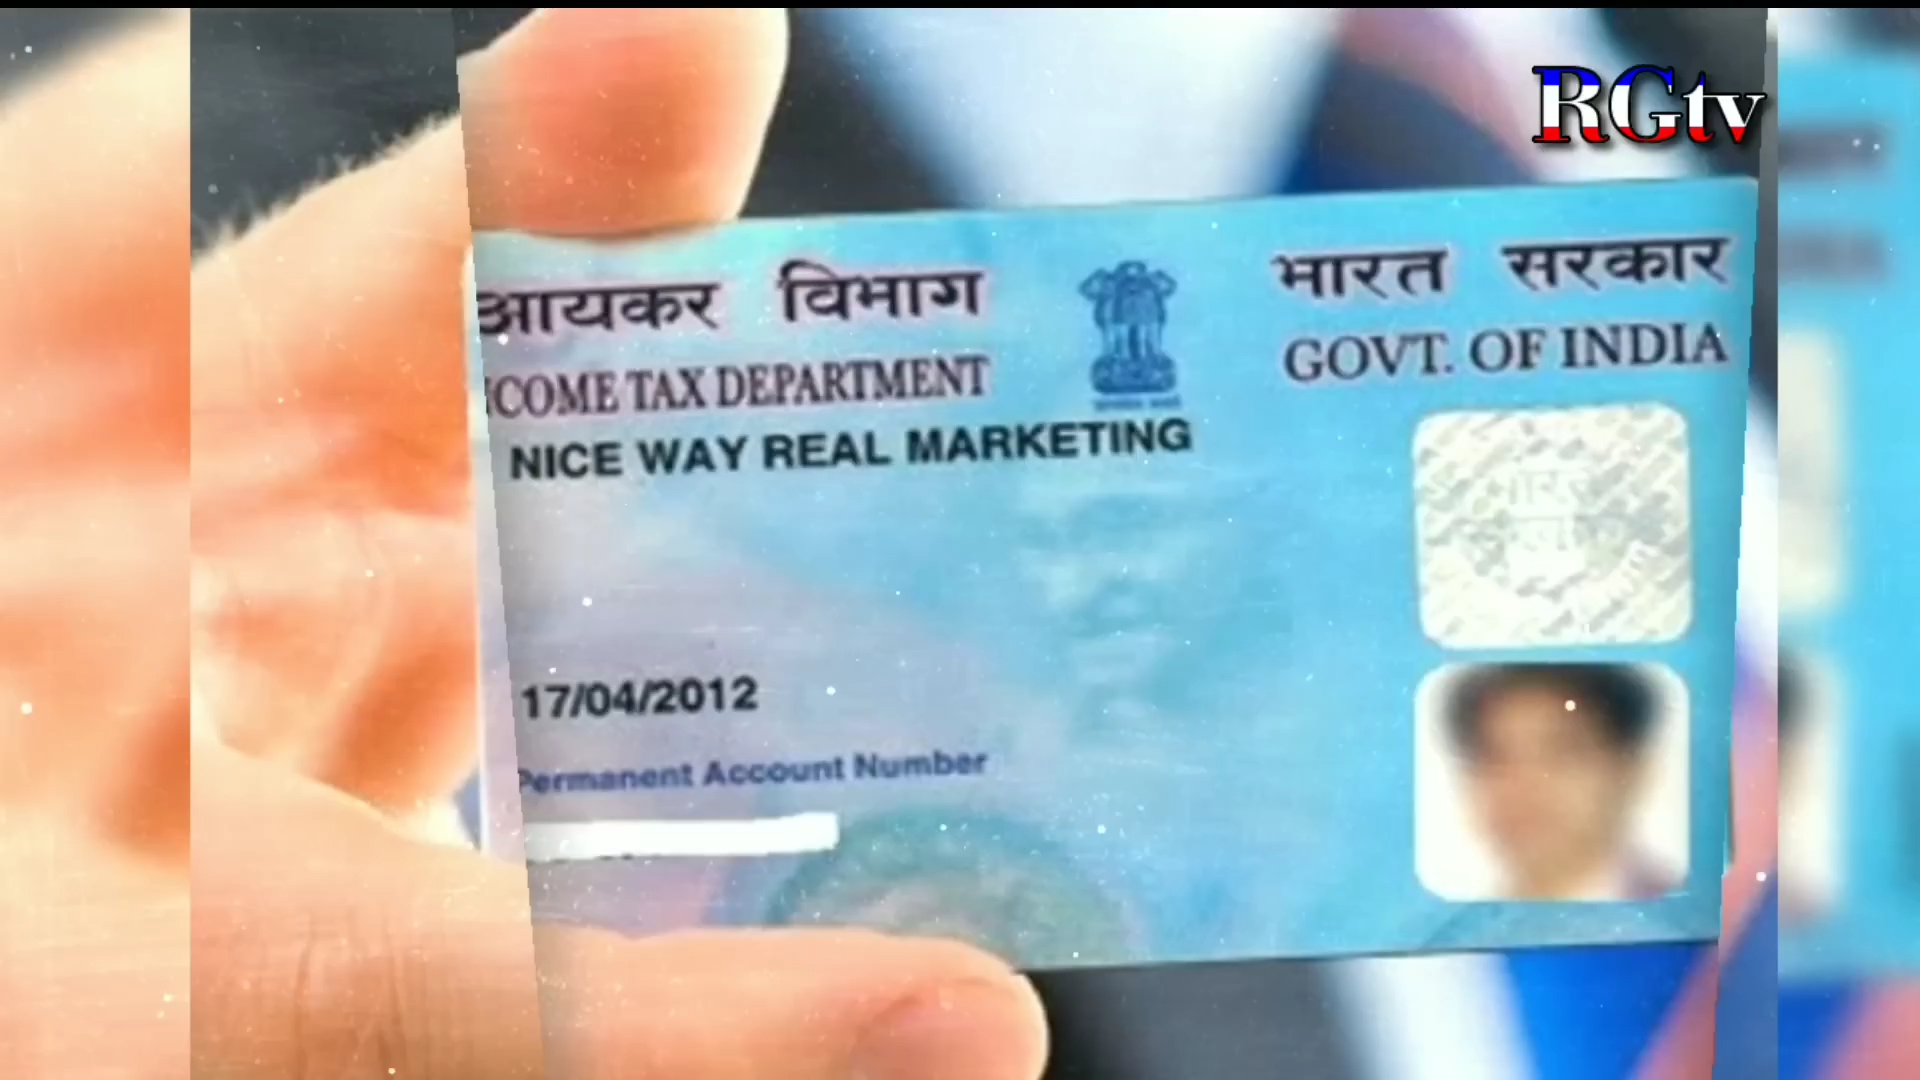 RGtv
आयकर विभाग
भारत सरकार
COME TAX DEPARTMENT
GOVT. OF INDIA
NICE WAY REAL MARKETING
17/04/2012
Permanent Account Number